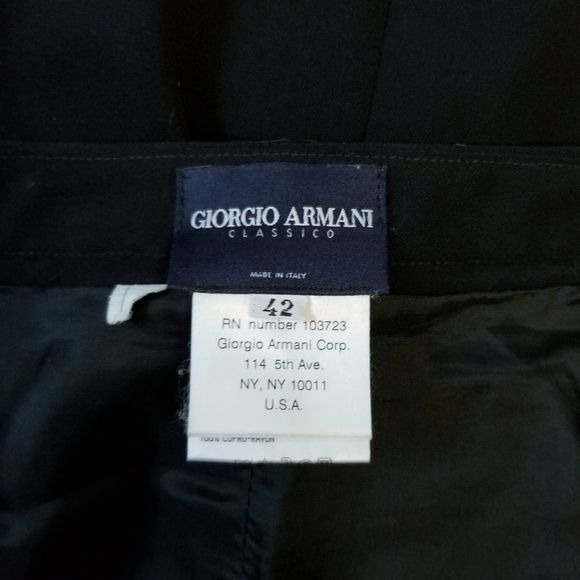 GIORGIO ARMANI
CLASSICO
MADE IN ITALY
42
RN number 103723
Giorgio Armani Corp.
114 5th Ave.
NY, NY 10011
U.S.A.
100% CUPRO-RAYON